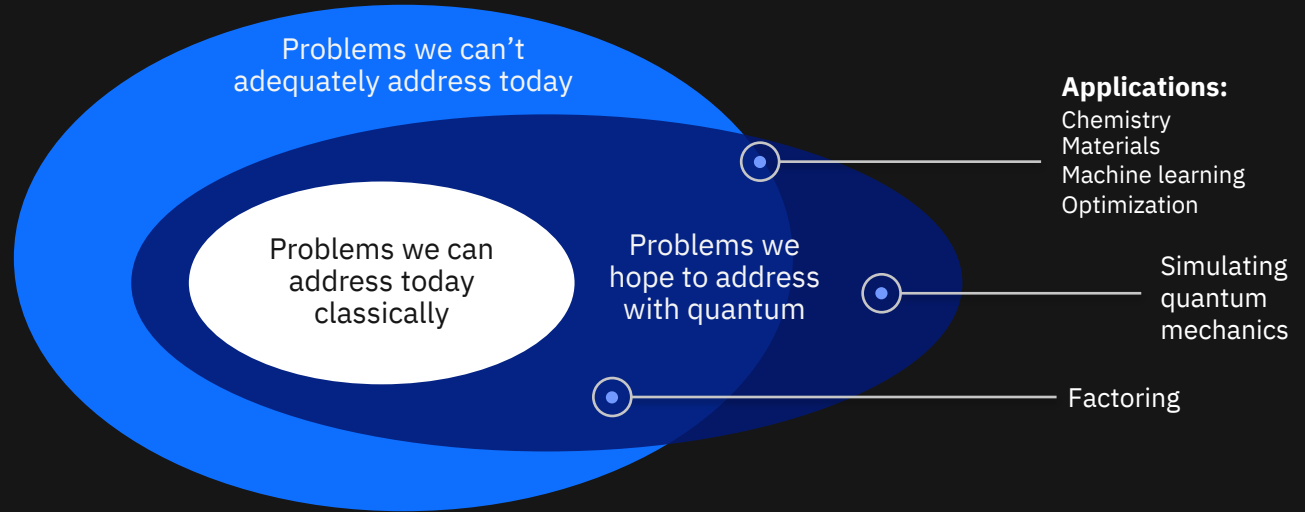 Problems we can’t
adequately address today
Problems we can
address today
classically
Problems we
hope to address
with quantum
Applications:
Chemistry
Materials
Machine learning
Optimization
Simulating
quantum
mechanics
Factoring